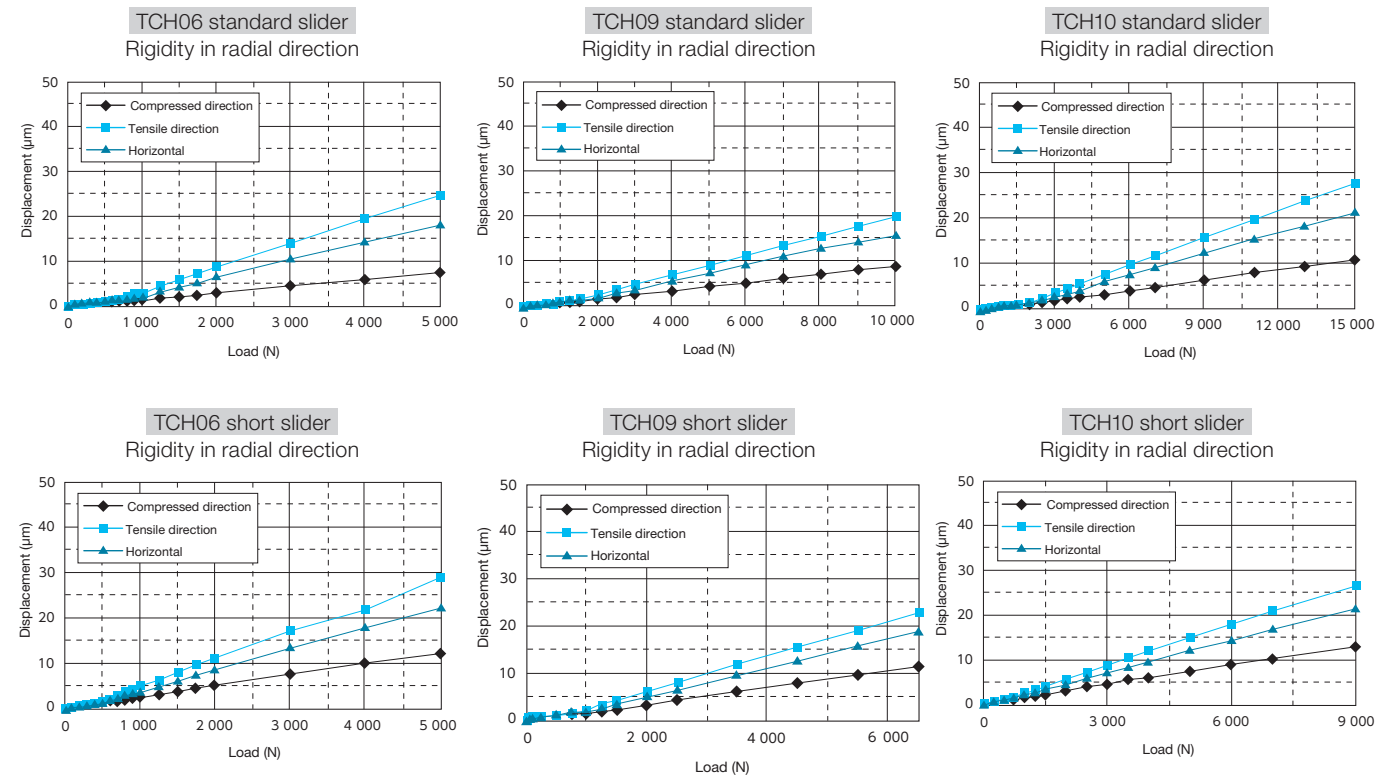 TCH06 standard slider
Rigidity in radial direction
50
40
30
20
10
0
Displacement (μm)
Compressed direction
Tensile direction
Horizontal
0 1 000 2 000 3 000 4 000 5 000
Load (N)
TCH09 standard slider
Rigidity in radial direction
50
40
30
20
10
0
Displacement (μm)
Compressed direction
Tensile direction
Horizontal
0 2 000 4 000 6 000 8 000 10 000
Load (N)
TCH10 standard slider
Rigidity in radial direction
50
40
30
20
10
0
Displacement (μm)
Compressed direction
Tensile direction
Horizontal
0 3 000 6 000 9 000 12 000 15 000
Load (N)
TCH06 short slider
Rigidity in radial direction
50
40
30
20
10
0
Displacement (μm)
Compressed direction
Tensile direction
Horizontal
0 1 000 2 000 3 000 4 000 5 000
Load (N)
TCH09 short slider
Rigidity in radial direction
50
40
30
20
10
0
Displacement (μm)
Compressed direction
Tensile direction
Horizontal
0 2 000 4 000 6 000
Load (N)
TCH10 short slider
Rigidity in radial direction
50
40
30
20
10
0
Displacement (μm)
Compressed direction
Tensile direction
Horizontal
0 3 000 6 000 9 000
Load (N)